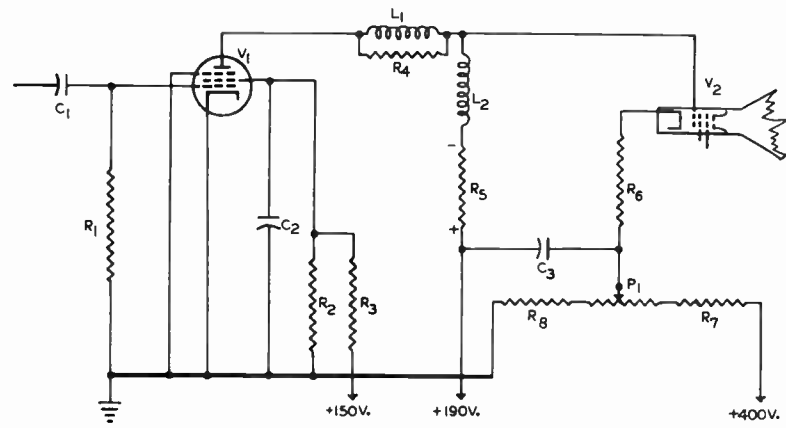 L1
R4
V1
L2
V2
C1
R5
R6
R1
C2
C3
P1
R2
R3
R8
R7
+150V.
+190V.
+400V.
-
+